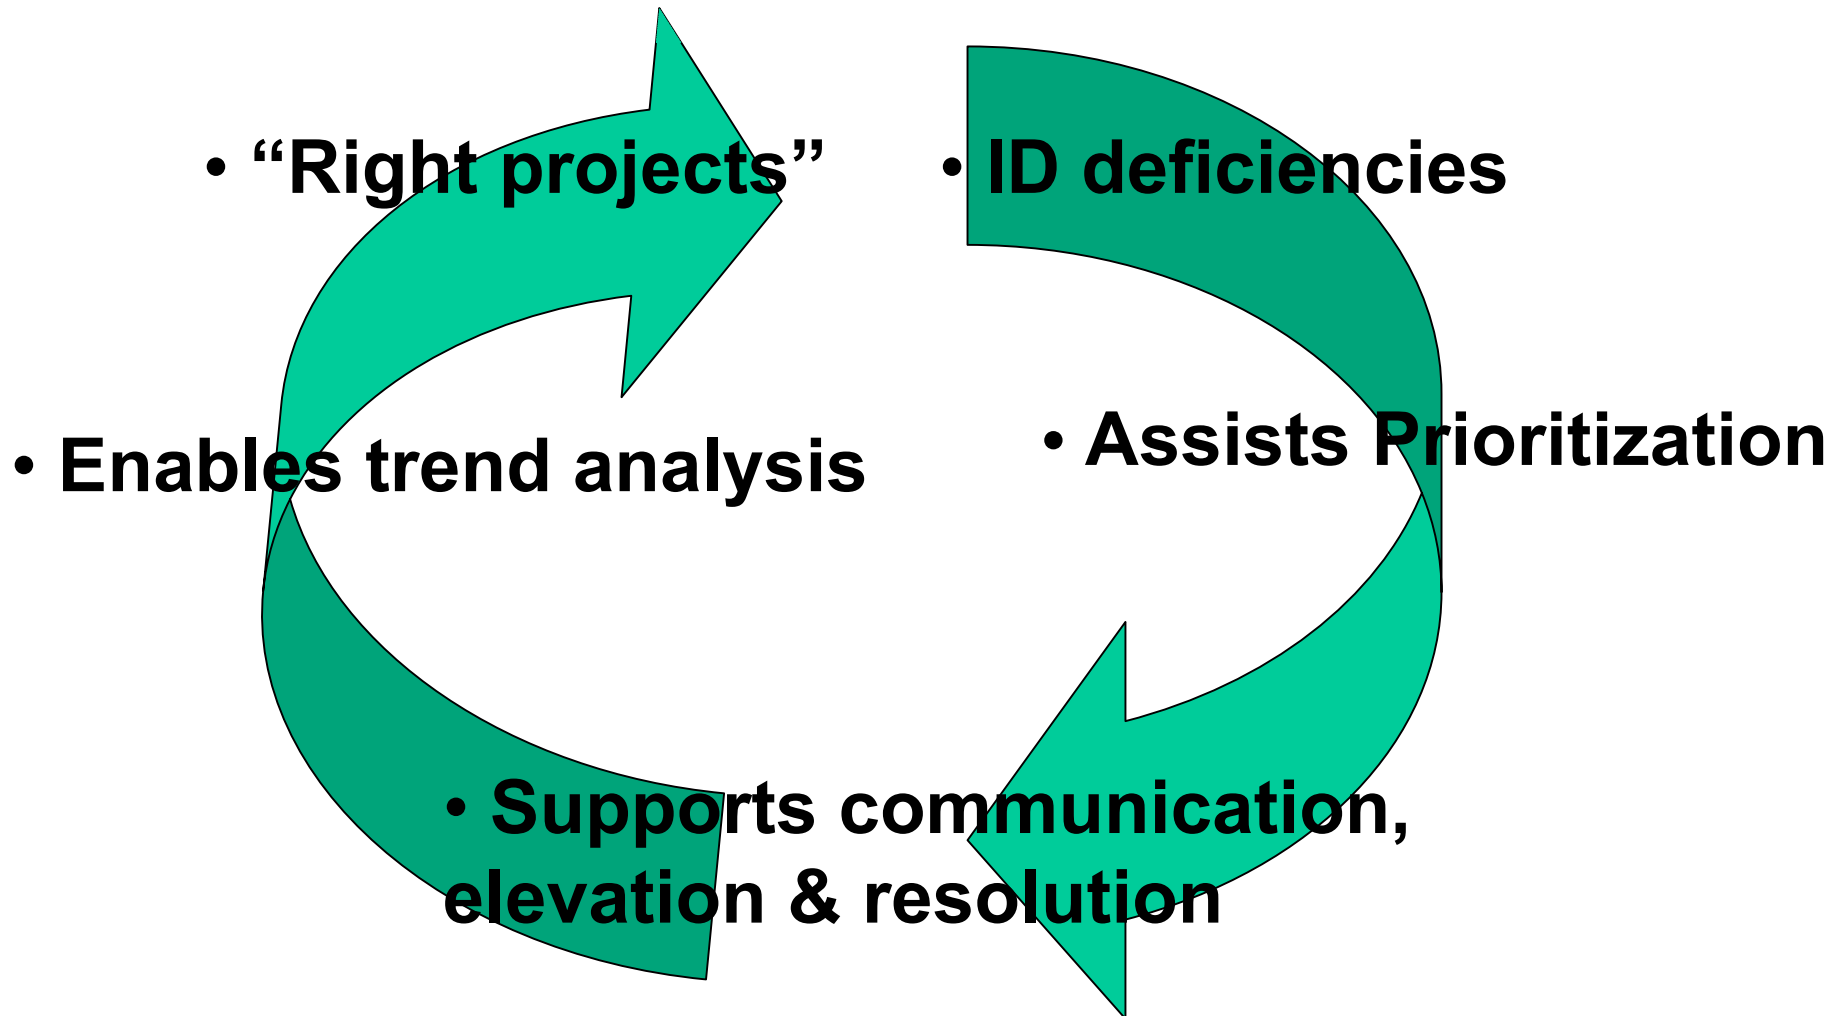 • “Right projects”
• ID deficiencies
• Assists Prioritization
• Enables trend analysis
• Supports communication,
elevation & resolution